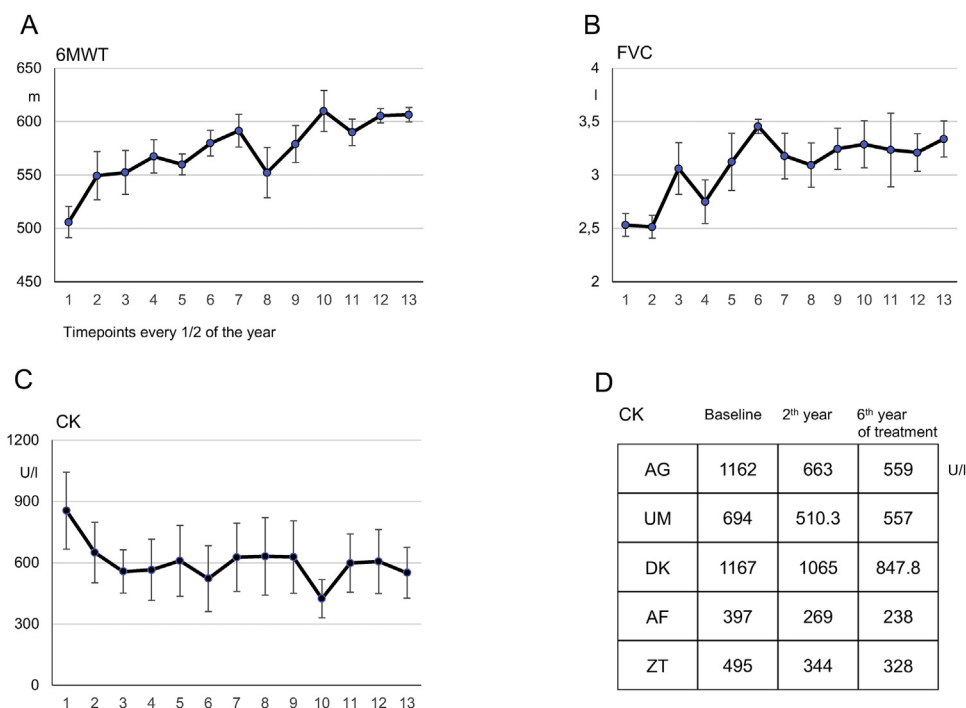 A
6MWT
650
m
600
550
500
450
1 2 3 4 5 6 7 8 9 10 11 12 13
Timepoints every 1/2 of the year
B
FVC
4
l
3,5
3
2,5
2
1 2 3 4 5 6 7 8 9 10 11 12 13
C
CK
1200
U/l
900
600
300
0
1 2 3 4 5 6 7 8 9 10 11 12 13
D
CK Baseline 2th year 6th year
of treatment
AG 1162 663 559 U/l
UM 694 510.3 557
DK 1167 1065 847.8
AF 397 269 238
ZT 495 344 328